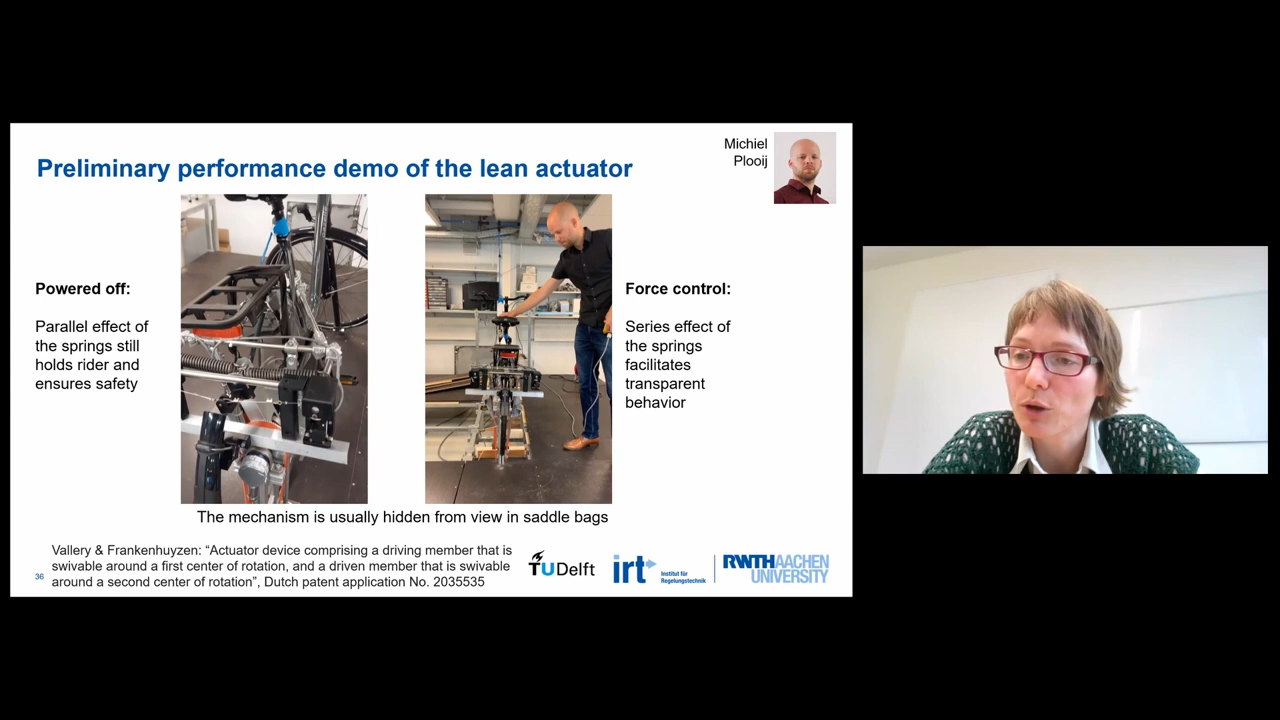 Preliminary performance demo of the lean actuator
Michiel
Plooij
Powered off:
Parallel effect of
the springs still
holds rider and
ensures safety
Force control:
Series effect of
the springs
facilitates
transparent
behavior
The mechanism is usually hidden from view in saddle bags
Vallery & Frankenhuyzen: “Actuator device comprising a driving member that is
swivable around a first center of rotation, and a driven member that is swivable
around a second center of rotation”, Dutch patent application No. 2035535
36
TUDelft
irt
Institut für
Regelungstechnik
RWTHAACHEN
UNIVERSITY